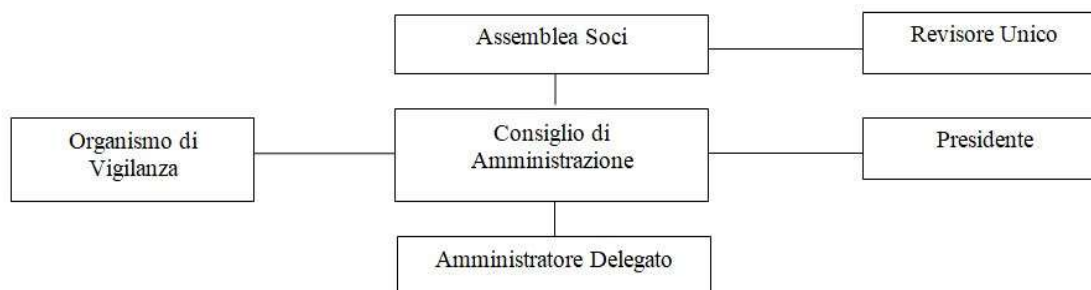 Assemblea Soci
Revisore Unico
Organismo di
Vigilanza
Consiglio di
Amministrazione
Presidente
Amministratore Delegato